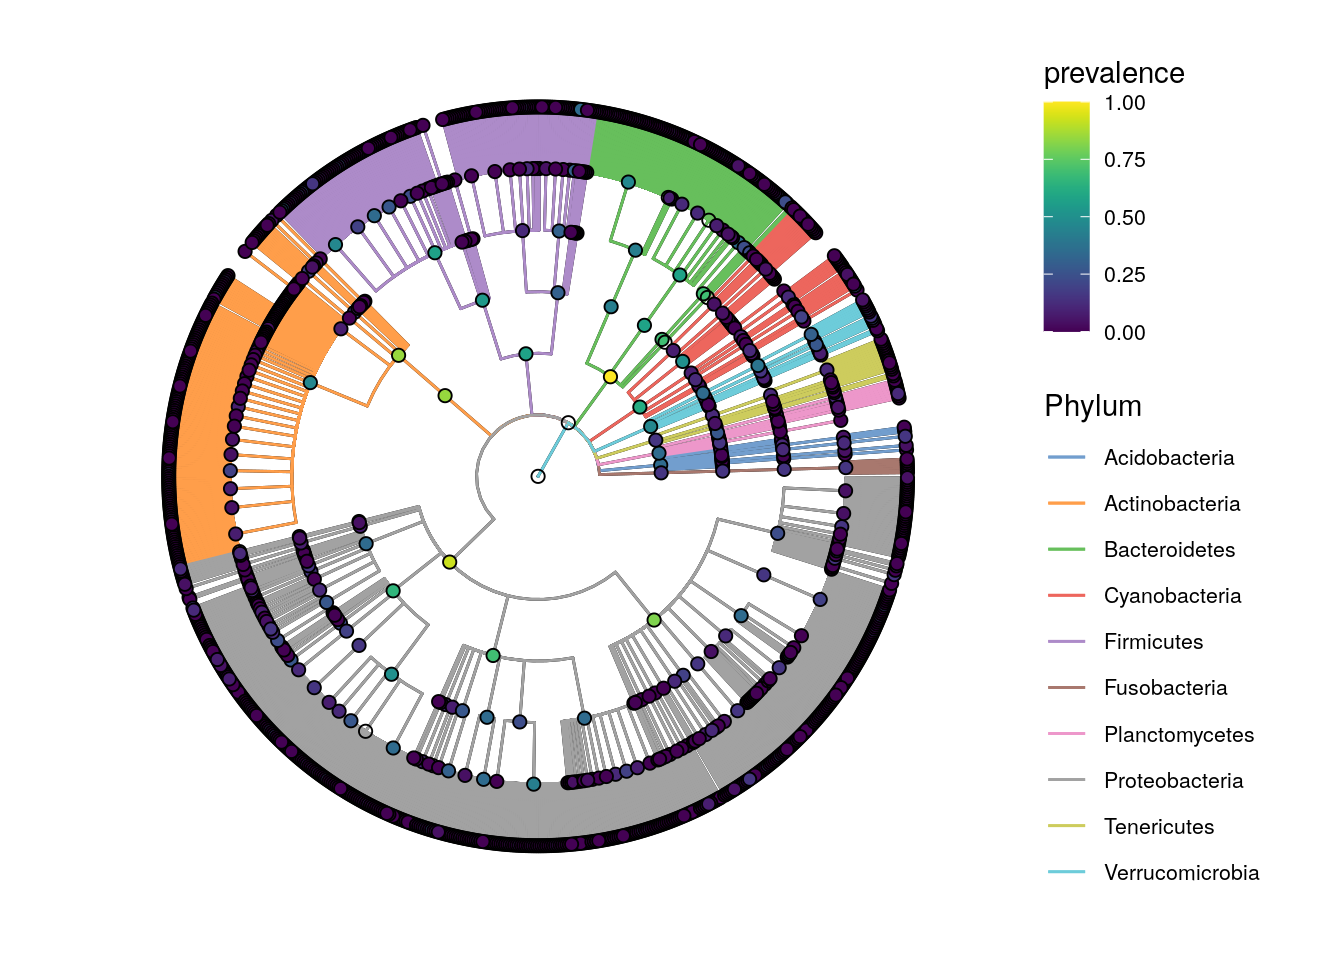 prevalence
1.00
0.75
0.50
0.25
0.00
Phylum
Acidobacteria
Actinobacteria
Bacteroidetes
Cyanobacteria
Firmicutes
Fusobacteria
Planctomycetes
Proteobacteria
Tenericutes
Verrucomicrobia